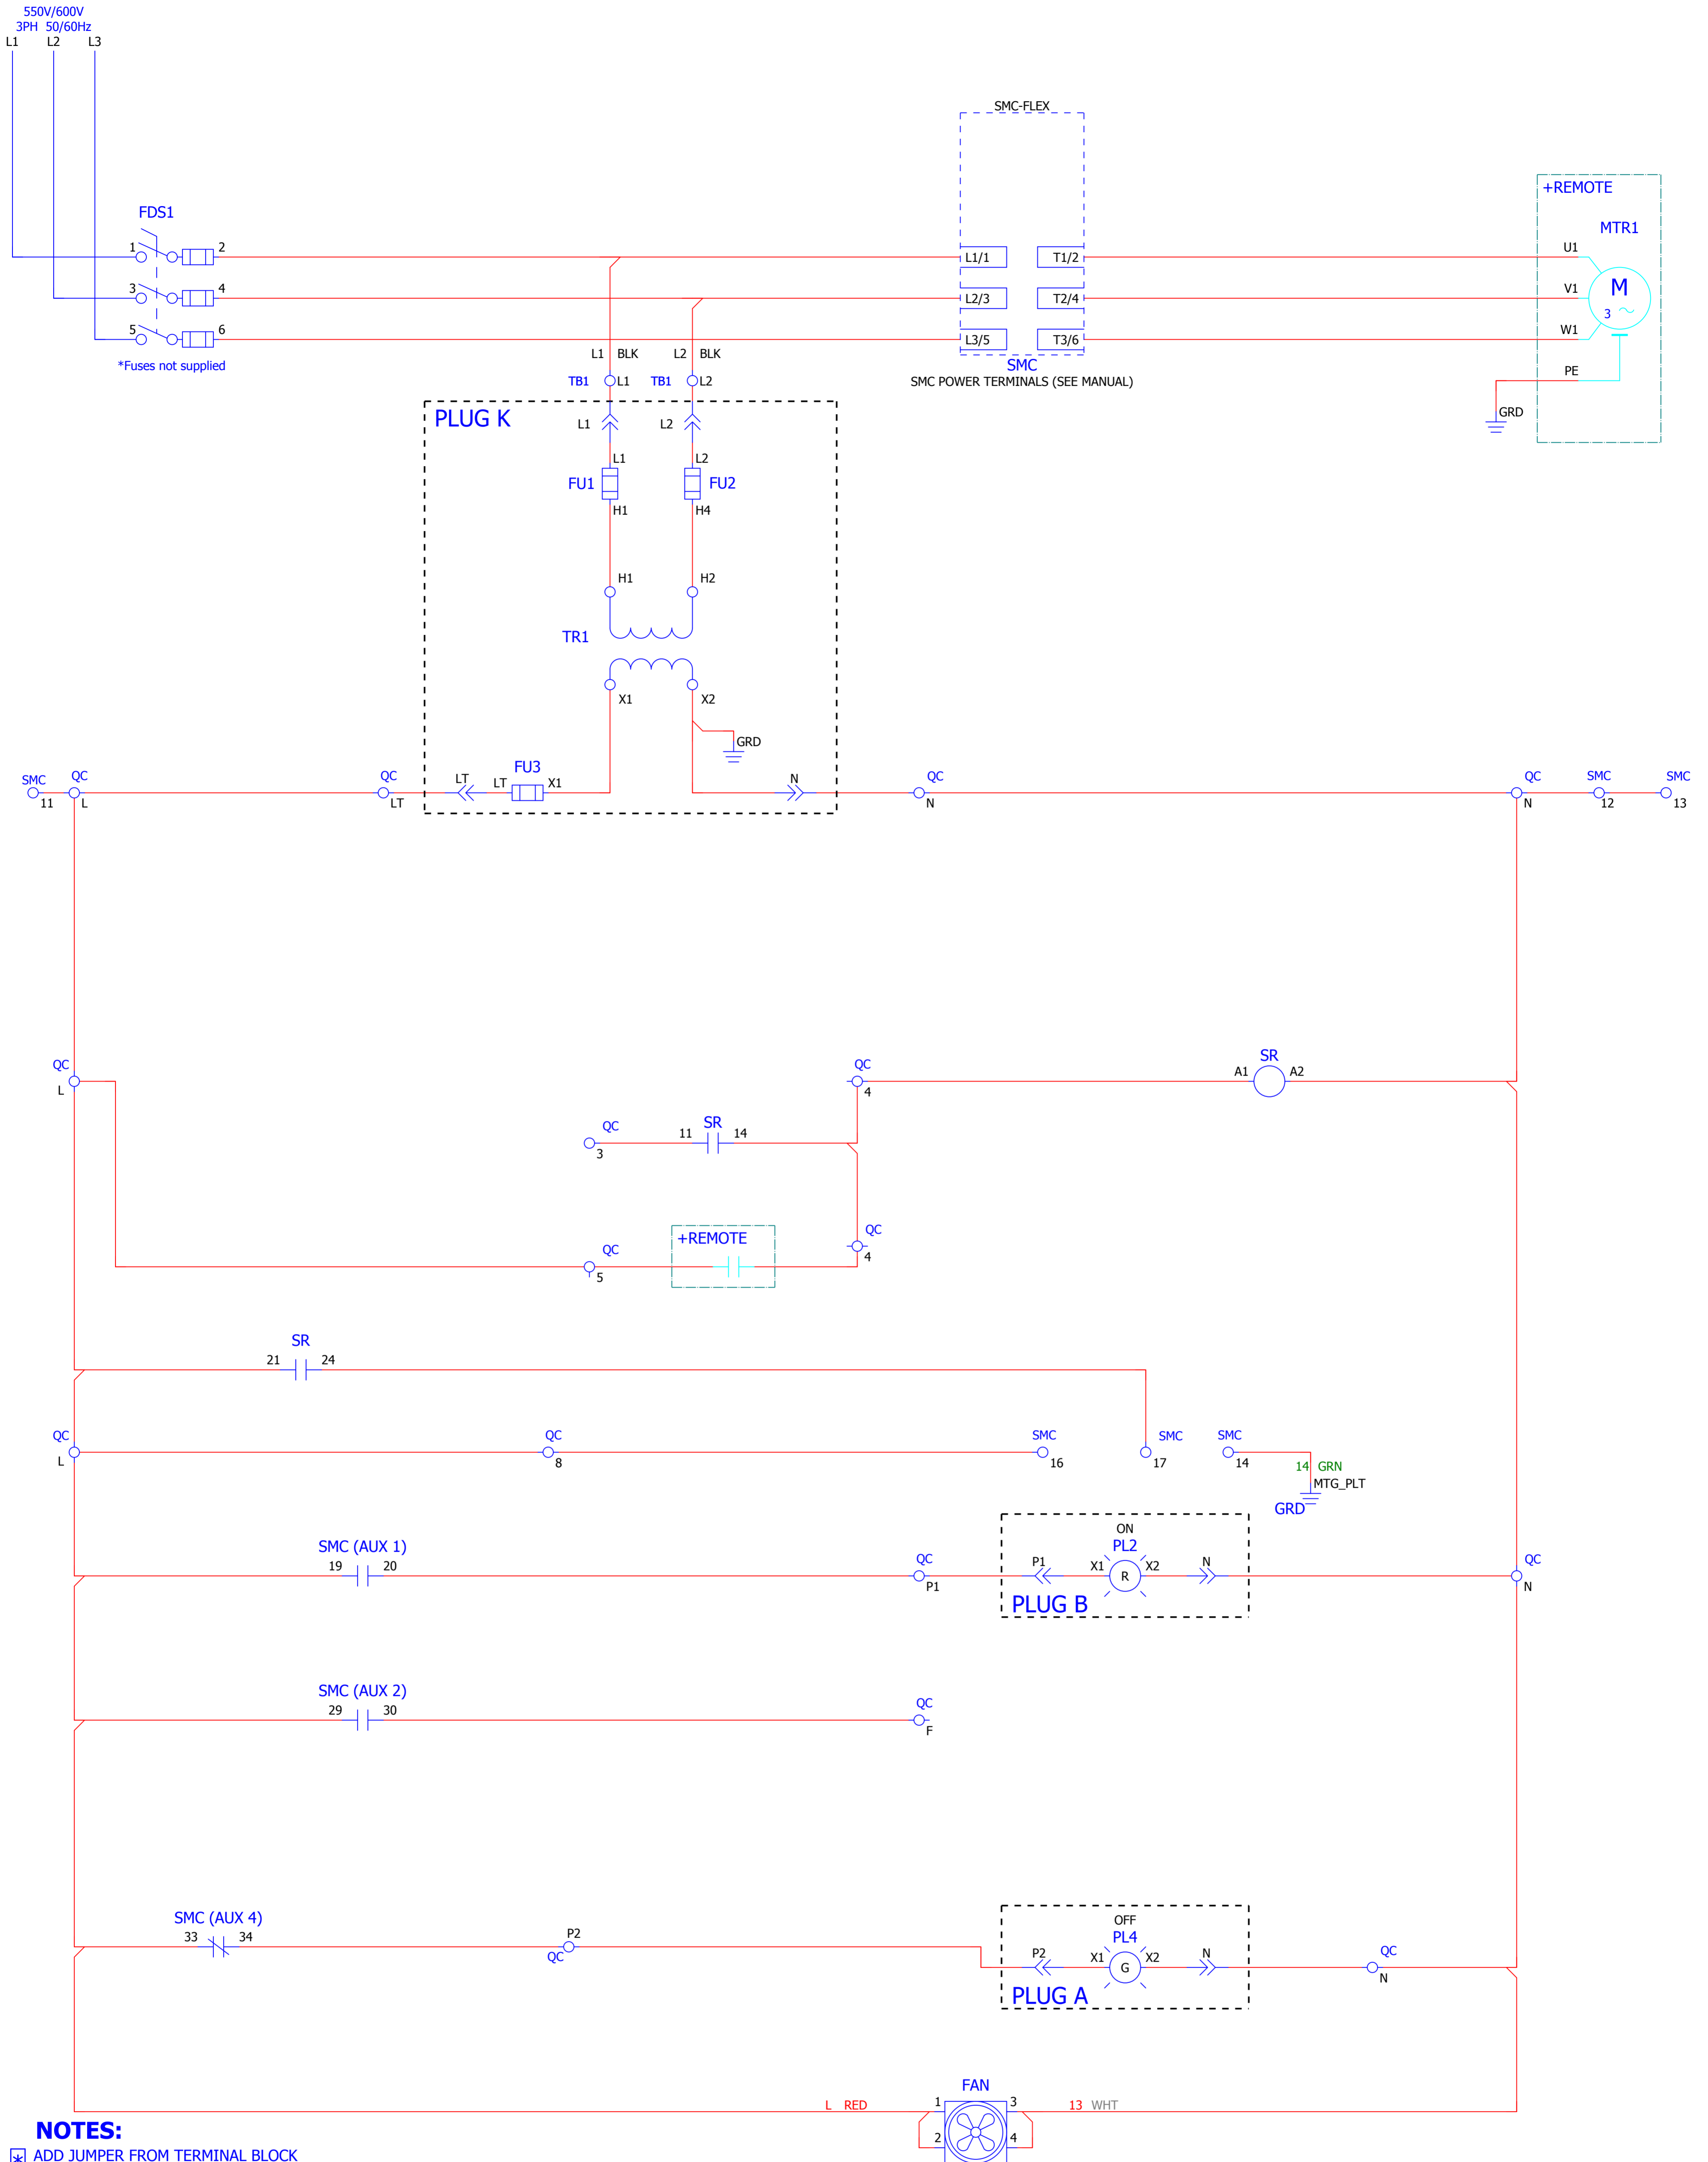 550V/600V
3PH 50/60Hz
L1 L2 L3
SMC-FLEX
+REMOTE
MTR1
FDS1
1 2
L1/1 T1/2
U1
3 4
L2/3 T2/4
V1
M
3
5 6
L3/5 T3/6
W1
*Fuses not supplied
L1 BLK L2 BLK
SMC
SMC POWER TERMINALS (SEE MANUAL)
PE
GRD
TB1 L1 TB1 L2
PLUG K
L1 L2
L1 L2
FU1 FU2
H1 H4
H1 H2
TR1
X1 X2
GRD
SMC QC QC LT LT FU3 X1 N QC QC SMC SMC
11 L LT N N 12 13
QC QC SR
L 4 A1 A2
QC SR
3 11 14
QC +REMOTE QC
5 4
SR
21 24
QC QC SMC SMC SMC
L 8 16 17 14
14 GRN
MTG_PLT
GRD
SMC (AUX 1)
19 20
QC
P1
ON
PL2
P1 X1 R X2 N
PLUG B
QC
N
SMC (AUX 2)
29 30
QC
F
SMC (AUX 4)
33 34
P2
QC
OFF
PL4
P2 X1 G X2 N
PLUG A
QC
N
FAN
L RED 1 3 13 WHT
2 4
NOTES:
* ADD JUMPER FROM TERMINAL BLOCK